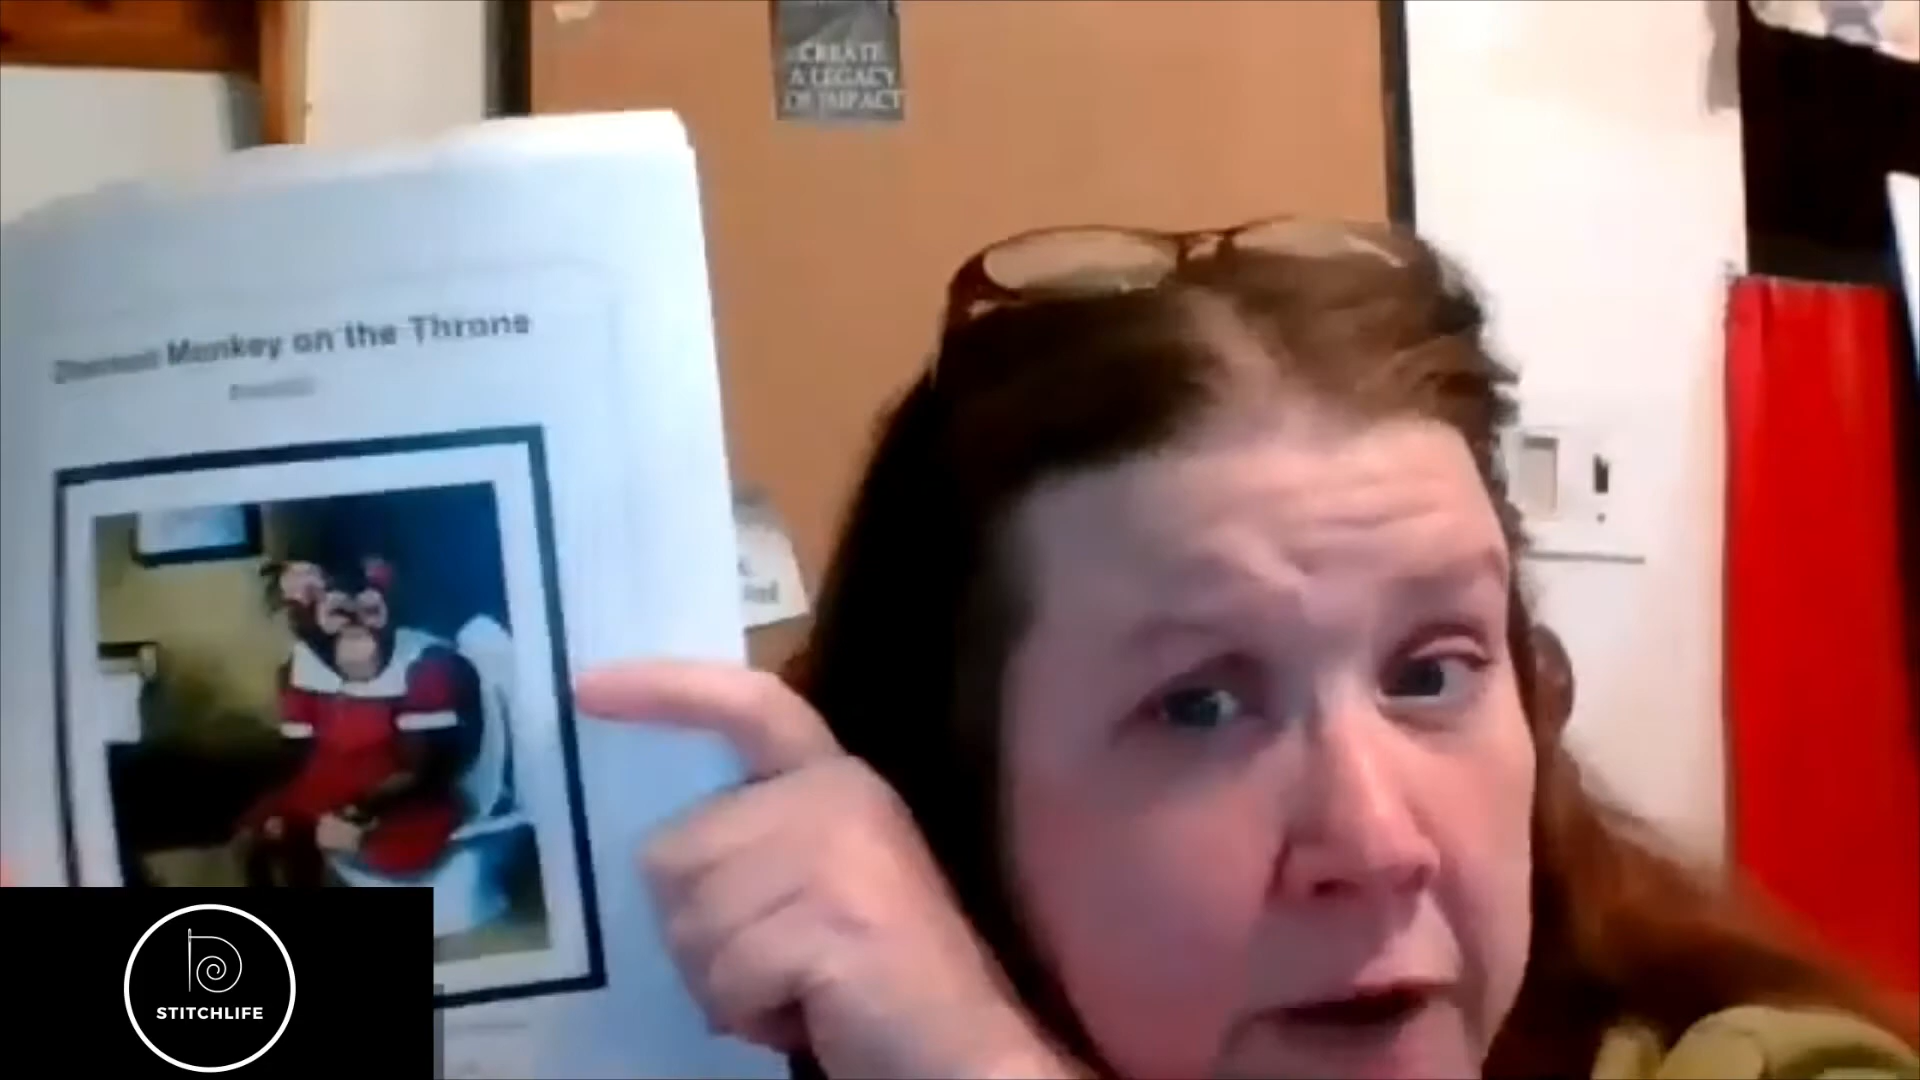 CREATE
A LEGACY
OF IMPACT
Monkey on the Throne
STITCHLIFE